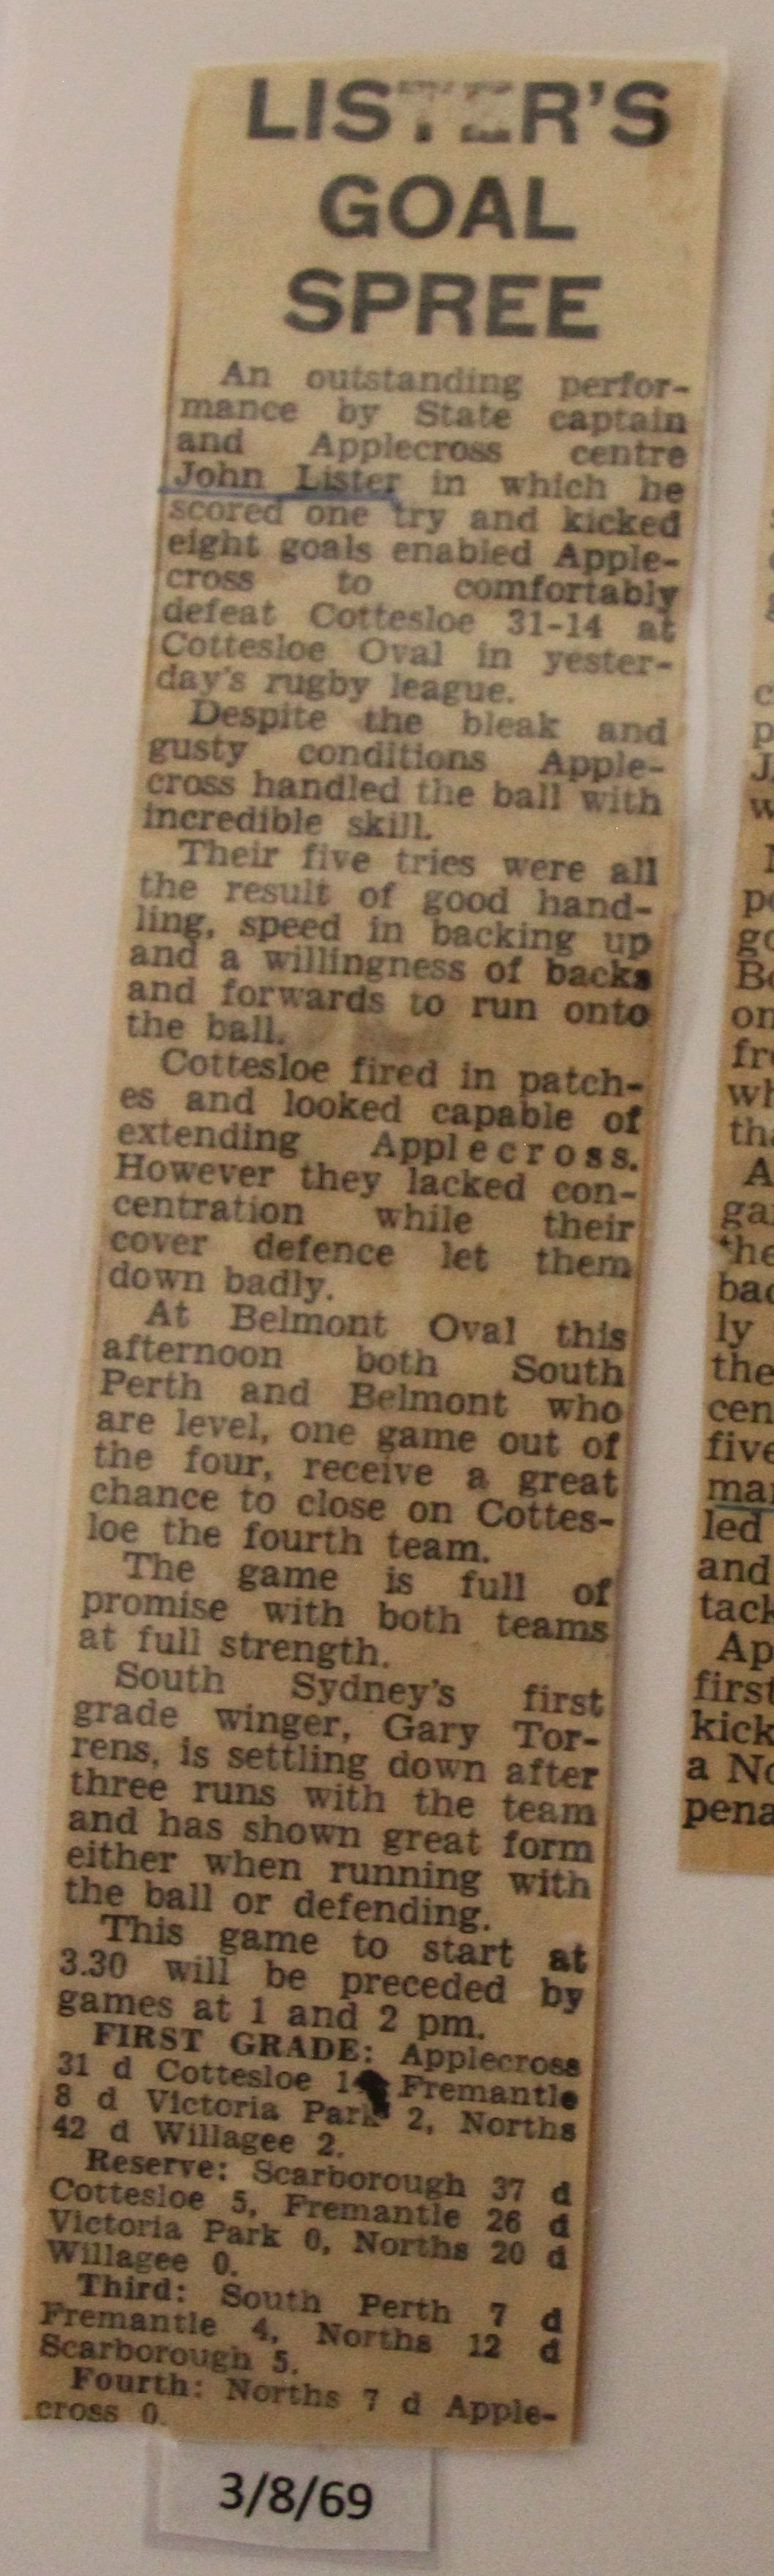 LISTER'S
GOAL
SPREE
An outstanding perfor-
mance by State captain
and Applecross centre
John Lister in which he
scored one try and kicked
eight goals enabled Apple-
cross to comfortably
defeat Cottesloe 31-14 at
Cottesloe Oval in yester-
day's rugby league.
Despite the bleak and
gusty conditions Apple-
cross handled the ball with
incredible skill.
Their five tries were all
the result of good hand-
ling, speed in backing up
and a willingness of backs
and forwards to run onto
the ball.
Cottesloe fired in patch-
es and looked capable of
extending Applecross.
However they lacked con-
centration while their
cover defence let them
down badly.
At Belmont Oval this
afternoon both South
Perth and Belmont who
are level, one game out of
the four, receive a great
chance to close on Cottes-
loe the fourth team.
The game is full of
promise with both teams
at full strength.
South Sydney's first
grade winger, Gary Tor-
rens, is settling down after
three runs with the team
and has shown great form
either when running with
the ball or defending.
This game to start at
3.30 will be preceded by
games at 1 and 2 pm.
FIRST GRADE: Applecross
31 d Cottesloe Fremantle
8 d Victoria Park 2, Norths
42 d Willagee 2.
Reserve: Scarborough 37 d
Cottesloe 5, Fremantle 26 d
Victoria Park 0, Norths 20 d
Willagee 0.
Third: South Perth 7 d
Fremantle 4, Norths 12 d
Scarborough 5.
Fourth: Norths 7 d Apple-
cross 0.
3/8/69